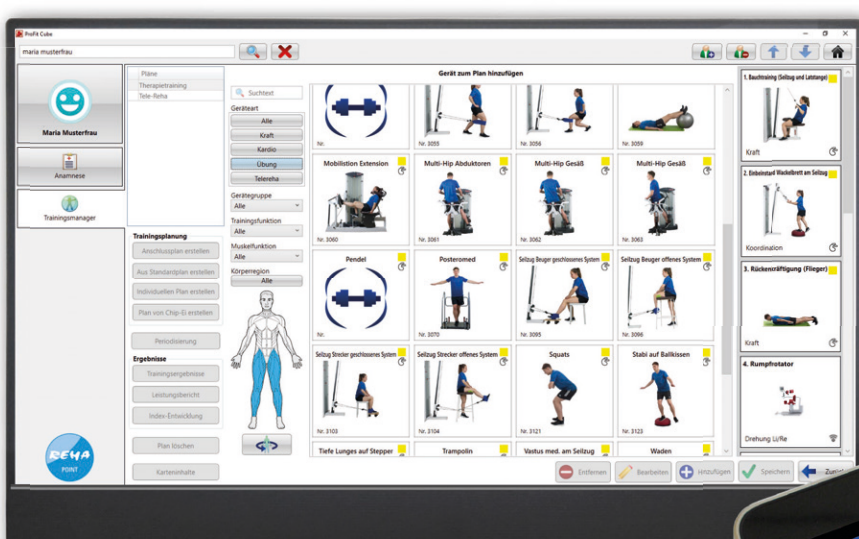 ProFit Cube
maria musterfrau
Maria Musterfrau
Anamnese
Trainingsmanager
REHA
POINT
Pläne
Therapietraining
Tele-Reha
Trainingsplanung
Anschlussplan erstellen
Aus Standardplan erstellen
Individuellen Plan erstellen
Plan von Chip-Ei erstellen
Periodisierung
Ergebnisse
Trainingsergebnisse
Leistungsbericht
Index-Entwicklung
Plan löschen
Karteninhalte
Suchtext
Geräteart
Alle
Kraft
Kardio
Übung
Telereha
Gerätegruppe
Alle
Trainingsfunktion
Alle
Muskelfunktion
Alle
Körperregion
Alle
Gerät zum Plan hinzufügen
Nr.
Nr. 3055
Nr. 3056
Nr. 3059
Mobilistion Extension
Nr. 3060
Multi-Hip Abduktoren
Nr. 3061
Multi-Hip Gesäß
Nr. 3062
Multi-Hip Gesäß
Nr. 3063
Pendel
Nr.
Posteromed
Nr. 3070
Seilzug Beuger geschlossenes System
Nr. 3095
Seilzug Beuger offenes System
Nr. 3096
Seilzug Strecker geschlossenes System
Nr. 3103
Seilzug Strecker offenes System
Nr. 3104
Squats
Nr. 3121
Stabi auf Ballkissen
Nr. 3123
Tiefe Lunges auf Stepper
Trampolin
Vastus med. am Seilzug
Waden
1. Bauchtraining (Seilzug und Latstange)
Kraft
2. Einbeinstand Wackelbrett am Seilzug
Koordination
3. Rückenkräftigung (Flieger)
Kraft
4. Rumpfrotator
Drehung Li/Re
Entfernen
Bearbeiten
Hinzufügen
Speichern